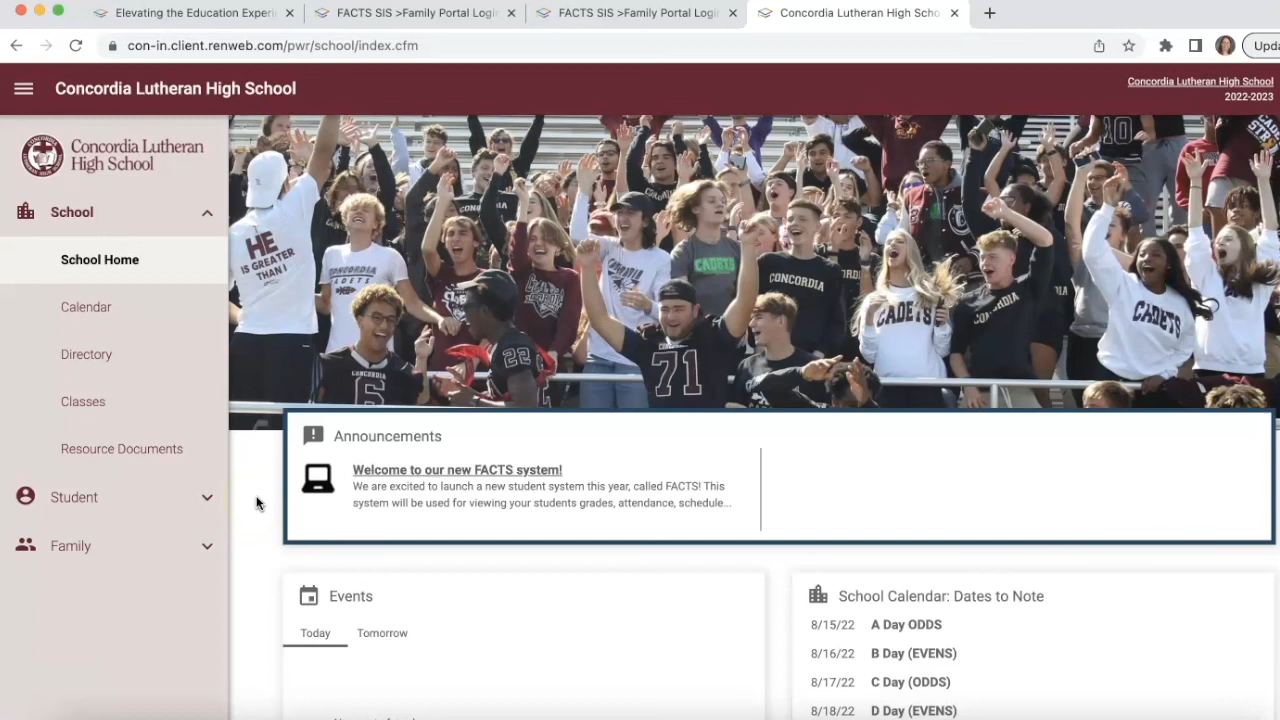 Elevating the Education Experi
FACTS SIS >Family Portal Login
FACTS SIS >Family Portal Login
Concordia Lutheran High Scho
con-in.client.renweb.com/pwr/school/index.cfm
Upda
Concordia Lutheran High School
Concordia Lutheran High School
2022-2023
Concordia Lutheran
High School
School
School Home
Calendar
Directory
Classes
Resource Documents
Student
Family
HE
IS GREATER
THAN I
CONCORDIA
CADETS
CADETS
CONCORDIA
CADETS
CADETS
10
22
71
6
CONCORDIA
Announcements
Welcome to our new FACTS system!
We are excited to launch a new student system this year, called FACTS! This
system will be used for viewing your students grades, attendance, schedule...
Events
Today Tomorrow
School Calendar: Dates to Note
8/15/22 A Day ODDS
8/16/22 B Day (EVENS)
8/17/22 C Day (ODDS)
8/18/22 D Day (EVENS)